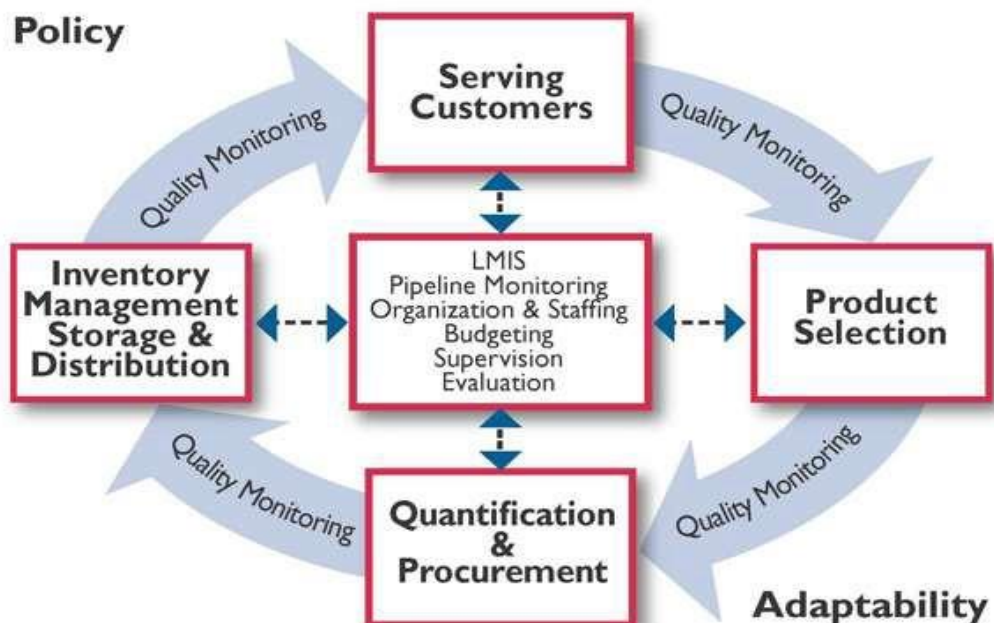 Policy
Serving
Customers
Quality Monitoring
Quality Monitoring
Inventory
Management
Storage &
Distribution
LMIS
Pipeline Monitoring
Organization & Staffing
Budgeting
Supervision
Evaluation
Product
Selection
Quality Monitoring
Quality Monitoring
Quantification
&
Procurement
Adaptability